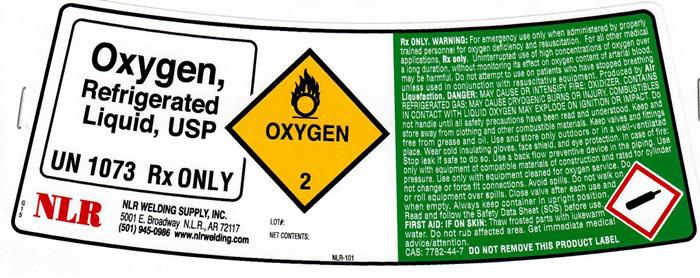 Oxygen,
Refrigerated
Liquid, USP
UN 1073 Rx ONLY
G15
NLR
NLR WELDING SUPPLY, INC.
5001 E. Broadway N.L.R., AR 72117
(501) 945-0986 www.nlrwelding.com
OXYGEN
2
LOT#:
NET CONTENTS:
NLR-101
Rx ONLY. WARNING: For emergency use only when administered by properly
trained personnel for oxygen deficiency and resuscitation. For all other medical
applications, Rx only. Uninterrupted use of high concentrations of oxygen over
a long duration, without monitoring its effect on oxygen content of arterial blood,
may be harmful. Do not attempt to use on patients who have stopped breathing
unless used in conjunction with resuscitative equipment. Produced by Air
Liquefaction. DANGER: MAY CAUSE OR INTENSIFY FIRE; OXIDIZER. CONTAINS
REFRIGERATED GAS; MAY CAUSE CRYOGENIC BURNS OR INJURY. COMBUSTIBLES
IN CONTACT WITH LIQUID OXYGEN MAY EXPLODE ON IGNITION OR IMPACT. Do
not handle until all safety precautions have been read and understood. Keep and
store away from clothing and other combustible materials. Keep valves and fittings
free from grease and oil. Use and store only outdoors or in a well-ventilated
place. Wear cold insulating gloves, face shield, and eye protection. In case of fire:
Stop leak if safe to do so. Use a back flow preventive device in the piping. Use
only with equipment of compatible materials of construction and rated for cylinder
pressure. Use only with equipment cleaned for oxygen service. Do
not change or force fit connections. Avoid spills. Do not walk on
or roll equipment over spills. Close valve after each use and
when empty. Always keep container in upright position.
Read and follow the Safety Data Sheet (SDS) before use.
FIRST AID: IF ON SKIN: Thaw frosted parts with lukewarm
water. Do not rub affected area. Get immediate medical
advice/attention.
CAS: 7782-44-7 DO NOT REMOVE THIS PRODUCT LABEL